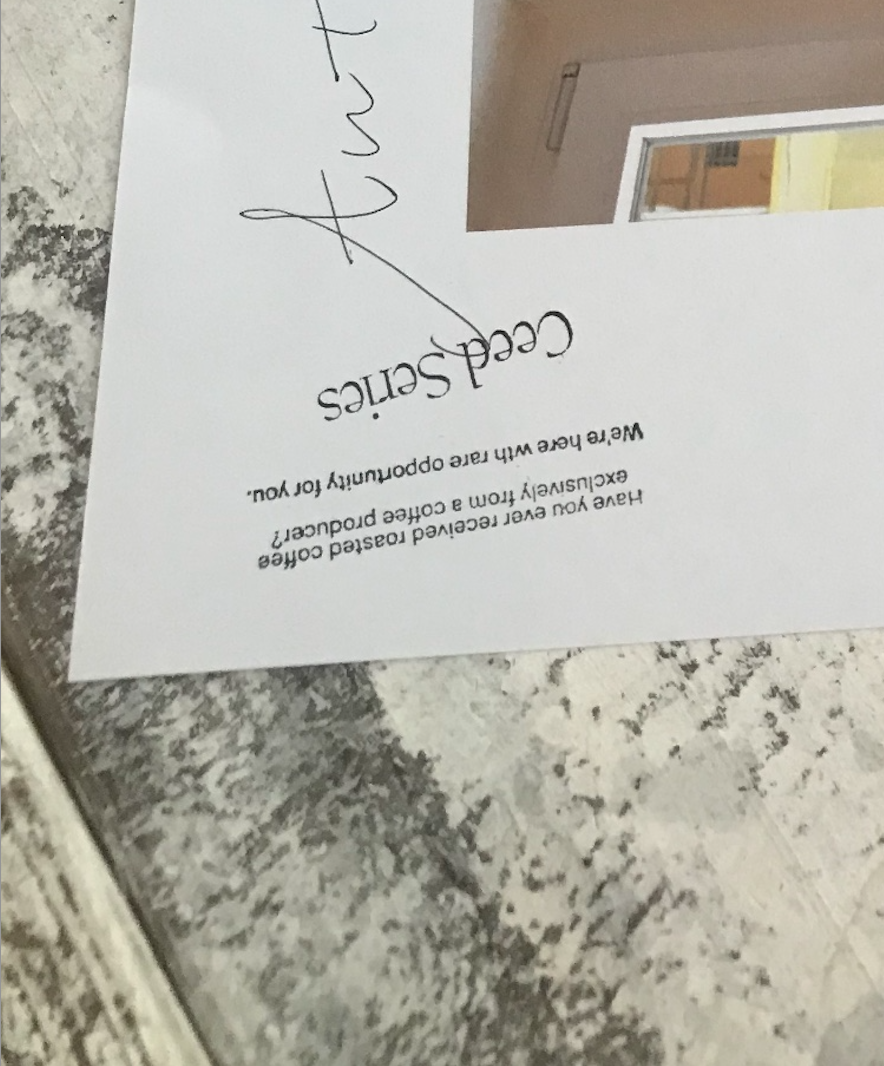 Have you ever received roasted coffee
exclusively from a coffee producer?
We're here wth rare opportunity for you.
Ceed Series